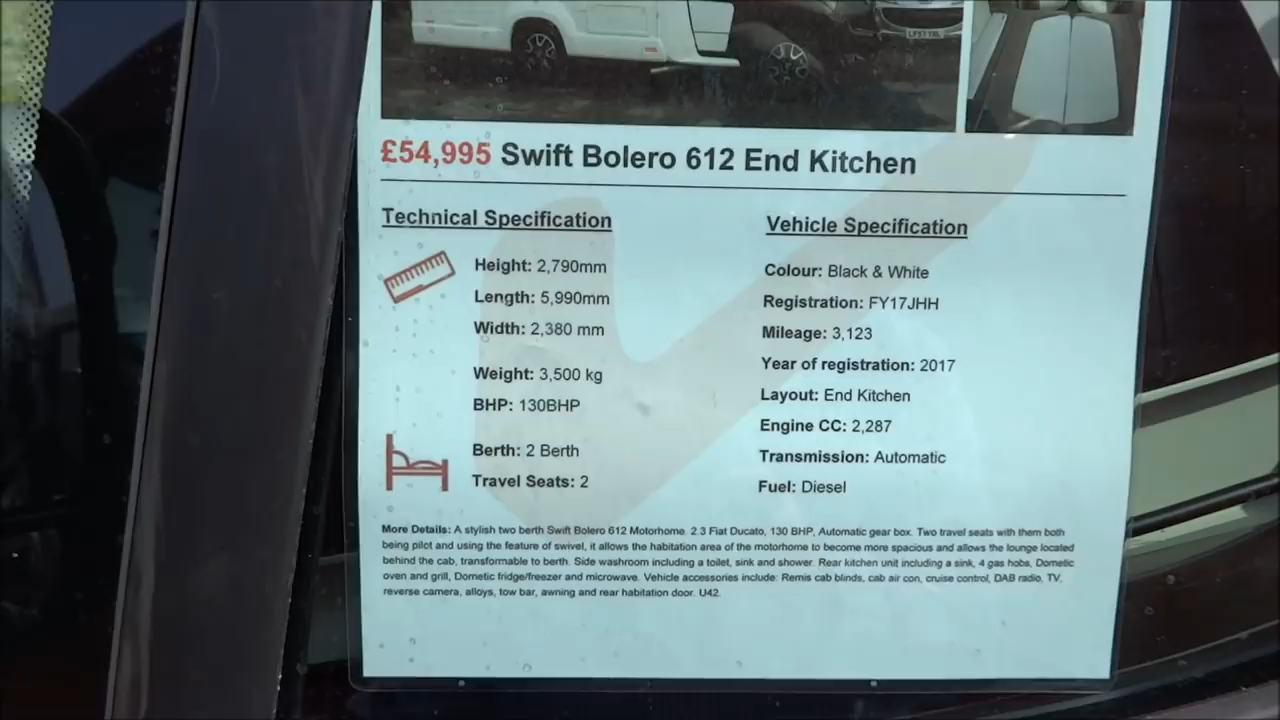 £54,995 Swift Bolero 612 End Kitchen
Technical Specification
Height: 2,790mm
Length: 5,990mm
Width: 2,380 mm
Weight: 3,500 kg
BHP: 130BHP
Berth: 2 Berth
Travel Seats: 2
Vehicle Specification
Colour: Black & White
Registration: FY17JHH
Mileage: 3,123
Year of registration: 2017
Layout: End Kitchen
Engine CC: 2,287
Transmission: Automatic
Fuel: Diesel
More Details: A stylish two berth Swift Bolero 612 Motorhome. 2.3 Fiat Ducato, 130 BHP, Automatic gear box. Two travel seats with them both
being pilot and using the feature of swivel, it allows the habitation area of the motorhome to become more spacious and allows the lounge located
behind the cab, transformable to berth. Side washroom including a toilet, sink and shower. Rear kitchen unit including a sink, 4 gas hobs, Dometic
oven and grill, Dometic fridge/freezer and microwave. Vehicle accessories include: Remis cab blinds, cab air con, cruise control, DAB radio, TV,
reverse camera, alloys, tow bar, awning and rear habitation door. U42.